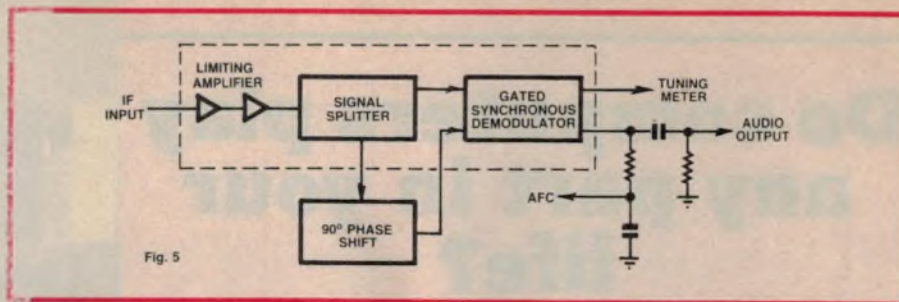 LIMITING
AMPLIFIER
IF
INPUT
SIGNAL
SPLITTER
GATED
SYNCHRONOUS
DEMODULATOR
TUNING
METER
AUDIO
OUTPUT
AFC
90° PHASE
SHIFT
Fig. 5